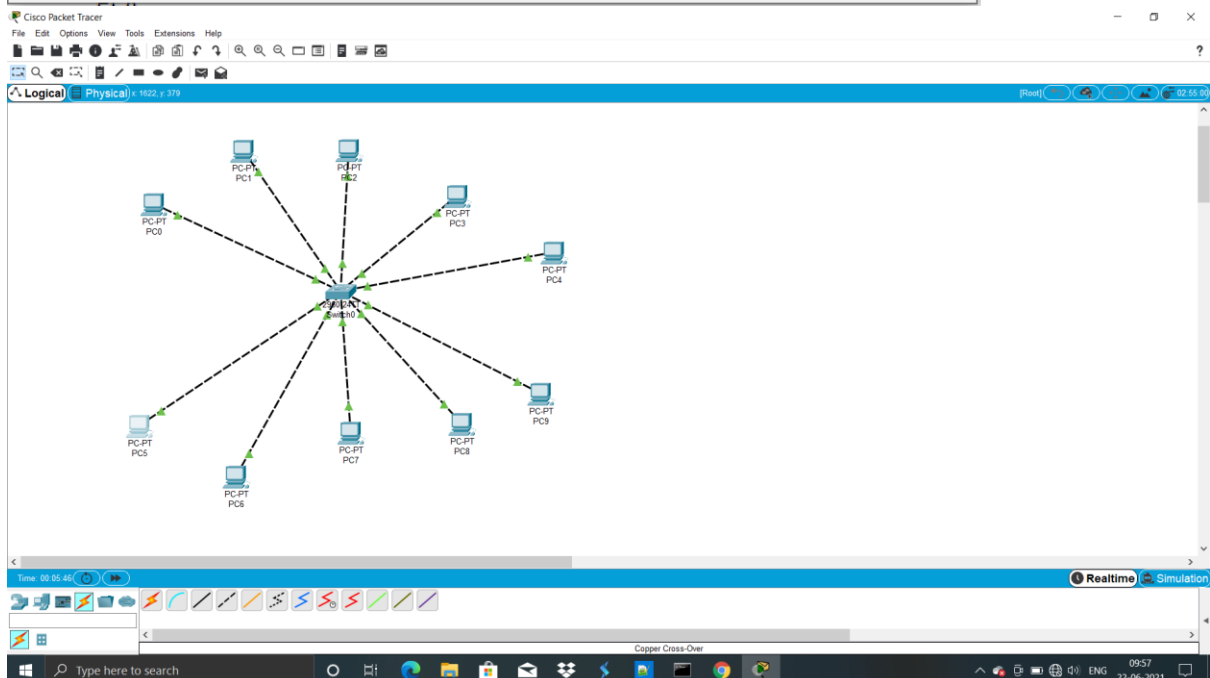 Cisco Packet Tracer
File Edit Options View Tools Extensions Help
?
Logical Physical x: 1622, y: 379 [Root] 02:55:00
PC-PT
PC1
PC-PT
PC2
PC-PT
PC0
PC-PT
PC3
PC-PT
PC4
Switch0
PC-PT
PC9
PC-PT
PC5
PC-PT
PC7
PC-PT
PC8
PC-PT
PC6
Time: 00:05:46 Realtime Simulation
Copper Cross-Over
Type here to search ENG 09:57
22-06-2021